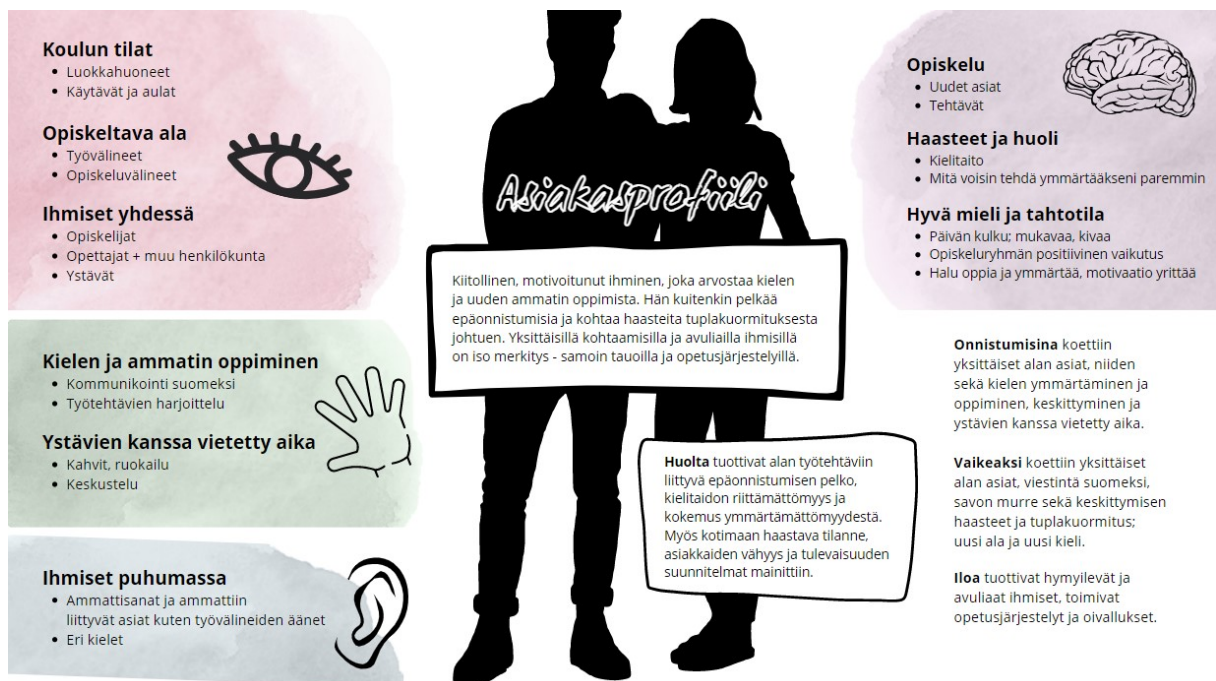 Koulun tilat
• Luokkahuoneet
• Käytävät ja aulat
Opiskeltava ala
• Työvälineet
• Opiskeluvälineet
Ihmiset yhdessä
• Opiskelijat
• Opettajat + muu henkilökunta
• Ystävät
Kielen ja ammatin oppiminen
• Kommunikointi suomeksi
• Työtehtävien harjoittelu
Ystävien kanssa vietetty aika
• Kahvit, ruokailu
• Keskustelu
Ihmiset puhumassa
• Ammattisanat ja ammattiin
liittyvät asiat kuten työvälineiden äänet
• Eri kielet
Asiakasprofiili
Kiitollinen, motivoitunut ihminen, joka arvostaa kielen
ja uuden ammatin oppimista. Hän kuitenkin pelkää
epäonnistumisia ja kohtaa haasteita tuplakuormituksesta
johtuen. Yksittäisillä kohtaamisilla ja avuliailla ihmisillä
on iso merkitys - samoin tauoilla ja opetusjärjestelyillä.
Huolta tuottivat alan työtehtäviin
liittyvä epäonnistumisen pelko,
kielitaidon riittämättömyys ja
kokemus ymmärtämättömyydestä.
Myös kotimaan haastava tilanne,
asiakkaiden vähyys ja tulevaisuuden
suunnitelmat mainittiin.
Opiskelu
• Uudet asiat
• Tehtävät
Haasteet ja huoli
• Kielitaito
• Mitä voisin tehdä ymmärtääkseni paremmin
Hyvä mieli ja tahtotila
• Päivän kulku; mukavaa, kivaa
• Opiskeluryhmän positiivinen vaikutus
• Halu oppia ja ymmärtää, motivaatio yrittää
Onnistumisina koettiin
yksittäiset alan asiat, niiden
sekä kielen ymmärtäminen ja
oppiminen, keskittyminen ja
ystävien kanssa vietetty aika.
Vaikeaksi koettiin yksittäiset
alan asiat, viestintä suomeksi,
savon murre sekä keskittymisen
haasteet ja tuplakuormitus;
uusi ala ja uusi kieli.
Iloa tuottivat hymyilevät ja
avuliaat ihmiset, toimivat
opetusjärjestelyt ja oivallukset.